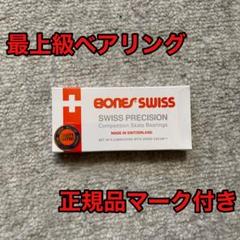 最上級ベアリング
BONES SWISS
SWISS PRECISION
Competition Skate Bearings
MADE IN SWITZERLAND
正規品マーク付き